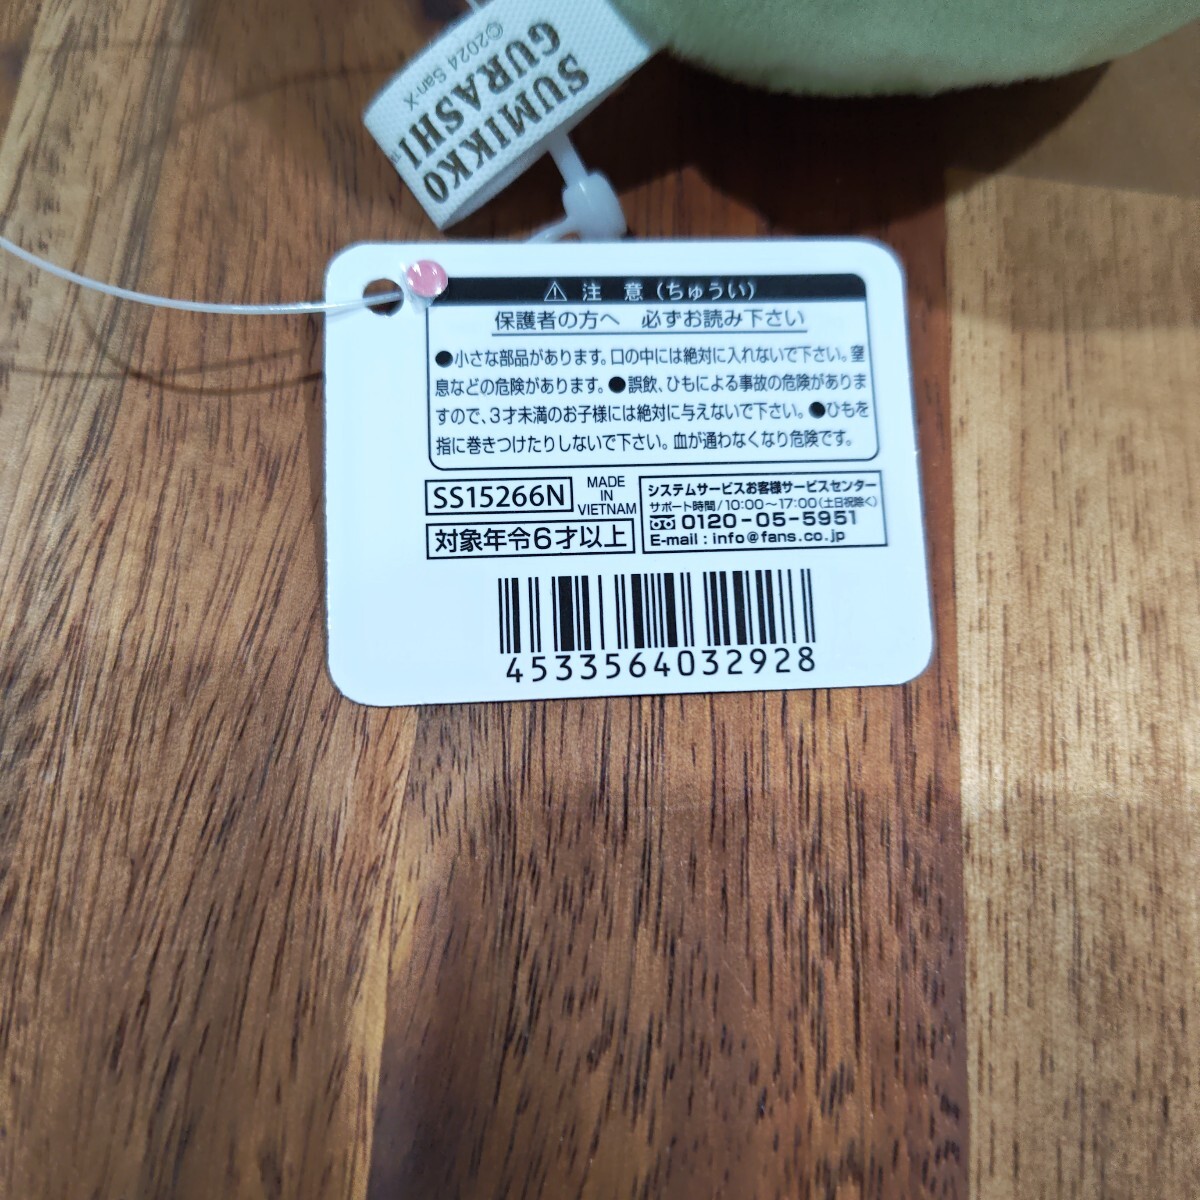 SUMIKKO
GURASHI™
©2024 San-X
⚠ 注 意 (ちゅうい)
保護者の方へ 必ずお読み下さい
●小さな部品があります。口の中には絶対に入れないで下さい。窒
息などの危険があります。●誤飲、ひもによる事故の危険がありま
すので、3才未満のお子様には絶対に与えないで下さい。●ひもを
指に巻きつけたりしないで下さい。血が通わなくなり危険です。
SS15266N
MADE
IN
VIETNAM
対象年令6才以上
システムサービスお客様サービスセンター
サポート時間/10:00〜17:00(土日祝除く)
0120-05-5951
E-mail : info@fans.co.jp
4533564032928